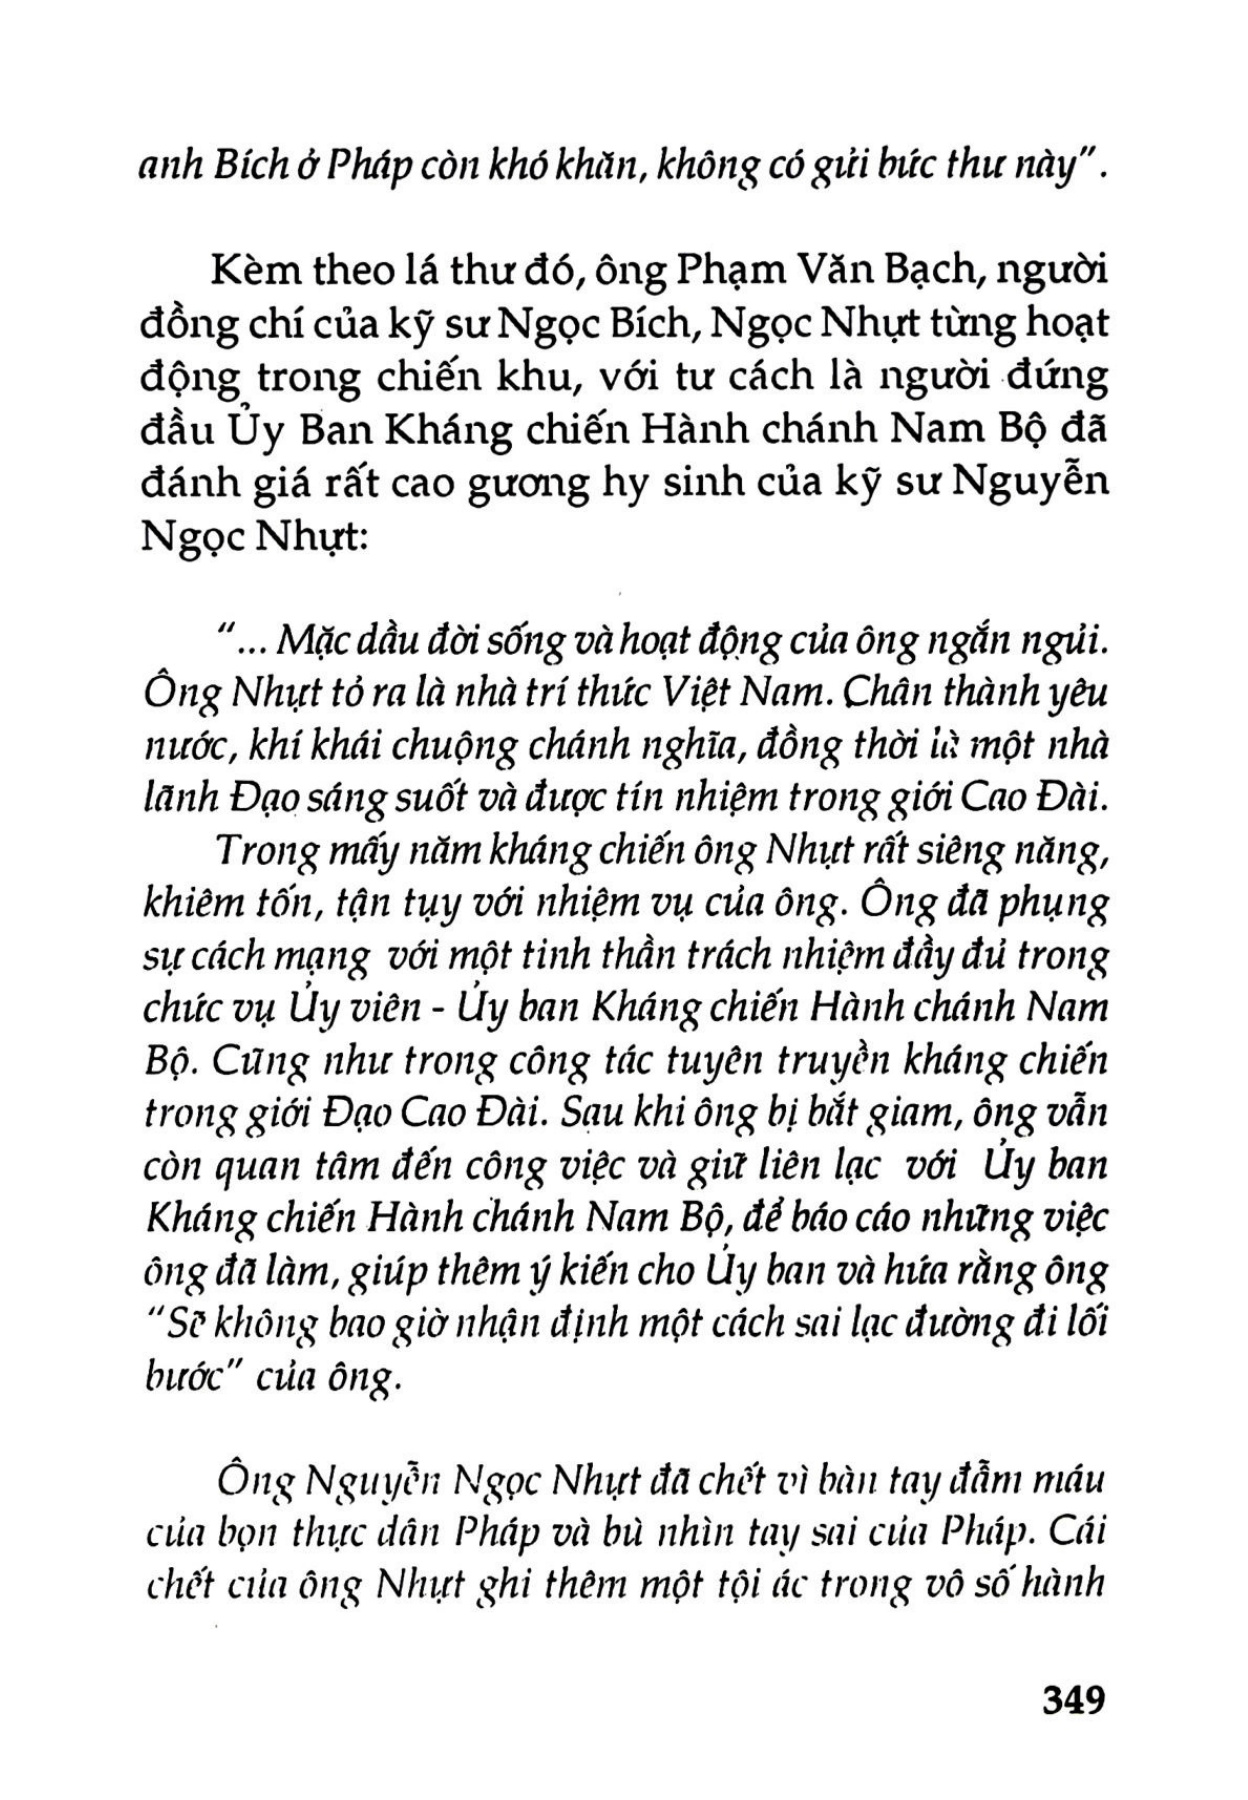 anh Bích ở Pháp còn khó khăn, không có gửi bức thư này".
Kèm theo lá thư đó, ông Phạm Văn Bạch, người
đồng chí của kỹ sư Ngọc Bích, Ngọc Nhựt từng hoạt
động trong chiến khu, với tư cách là người đứng
đầu Ủy Ban Kháng chiến Hành chánh Nam Bộ đã
đánh giá rất cao gương hy sinh của kỹ sư Nguyễn
Ngọc Nhựt:
"... Mặc dầu đời sống và hoạt động của ông ngắn ngủi.
Ông Nhựt tỏ ra là nhà trí thức Việt Nam. Chân thành yêu
nước, khí khái chuộng chánh nghĩa, đồng thời là một nhà
lãnh Đạo sáng suốt và được tín nhiệm trong giới Cao Đài.
Trong mấy năm kháng chiến ông Nhựt rất siêng năng,
khiêm tốn, tận tụy với nhiệm vụ của ông. Ông đã phụng
sự cách mạng với một tinh thần trách nhiệm đầy đủ trong
chức vụ Ủy viên - Ủy ban Kháng chiến Hành chánh Nam
Bộ. Cũng như trong công tác tuyên truyền kháng chiến
trong giới Đạo Cao Đài. Sau khi ông bị bắt giam, ông vẫn
còn quan tâm đến công việc và giữ liên lạc với Ủy ban
Kháng chiến Hành chánh Nam Bộ, để báo cáo những việc
ông đã làm, giúp thêm ý kiến cho Ủy ban và hứa rằng ông
"Sẽ không bao giờ nhận định một cách sai lạc đường đi lối
bước" của ông.
Ông Nguyễn Ngọc Nhựt đã chết vì bàn tay đẫm máu
của bọn thực dân Pháp và bù nhìn tay sai của Pháp. Cái
chết của ông Nhựt ghi thêm một tội ác trong vô số hành
349